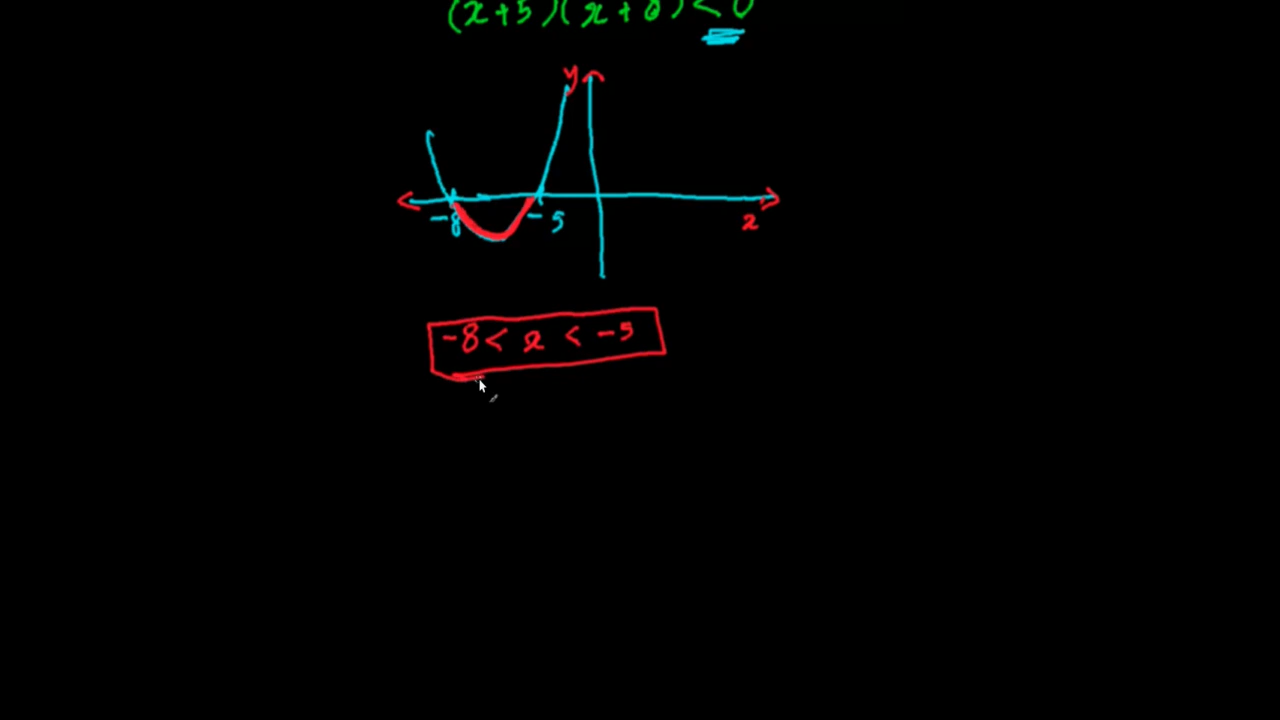 (x+5)(x+8)<0
y
-8 -5
x
-8 < x < -5